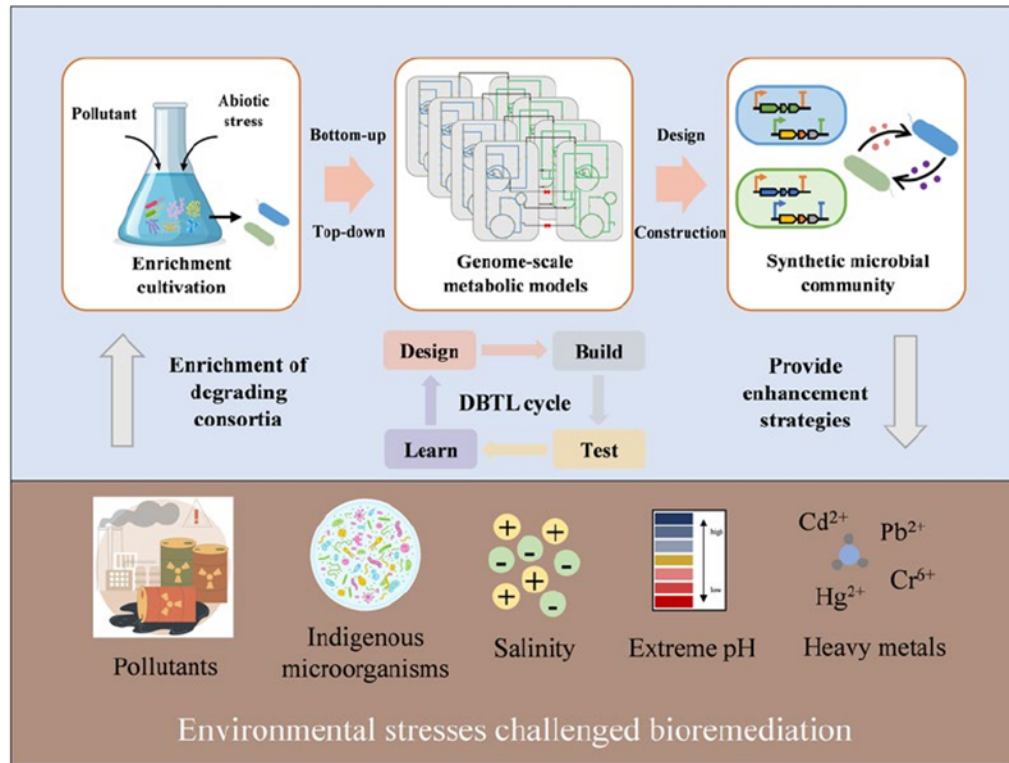 Pollutant
Abiotic
stress
Enrichment
cultivation
Bottom-up
Top-down
Genome-scale
metabolic models
Design
Construction
Synthetic microbial
community
Enrichment of
degrading
consortia
Design
Build
DBTL cycle
Learn
Test
Provide
enhancement
strategies
Pollutants
Indigenous
microorganisms
Salinity
high
low
Extreme pH
Cd²⁺
Pb²⁺
Hg²⁺
Cr⁶⁺
Heavy metals
Environmental stresses challenged bioremediation